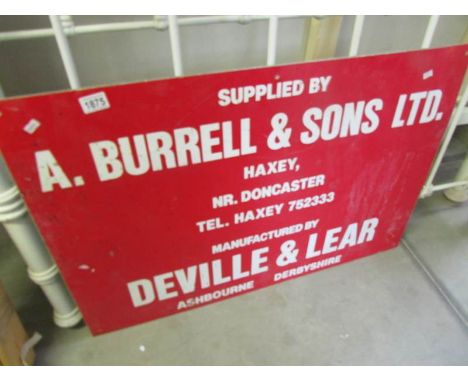 1875
SUPPLIED BY
A. BURRELL & SONS LTD.
HAXEY,
NR. DONCASTER
TEL. HAXEY 752333
MANUFACTURED BY
DEVILLE & LEAR
ASHBOURNE DERBYSHIRE